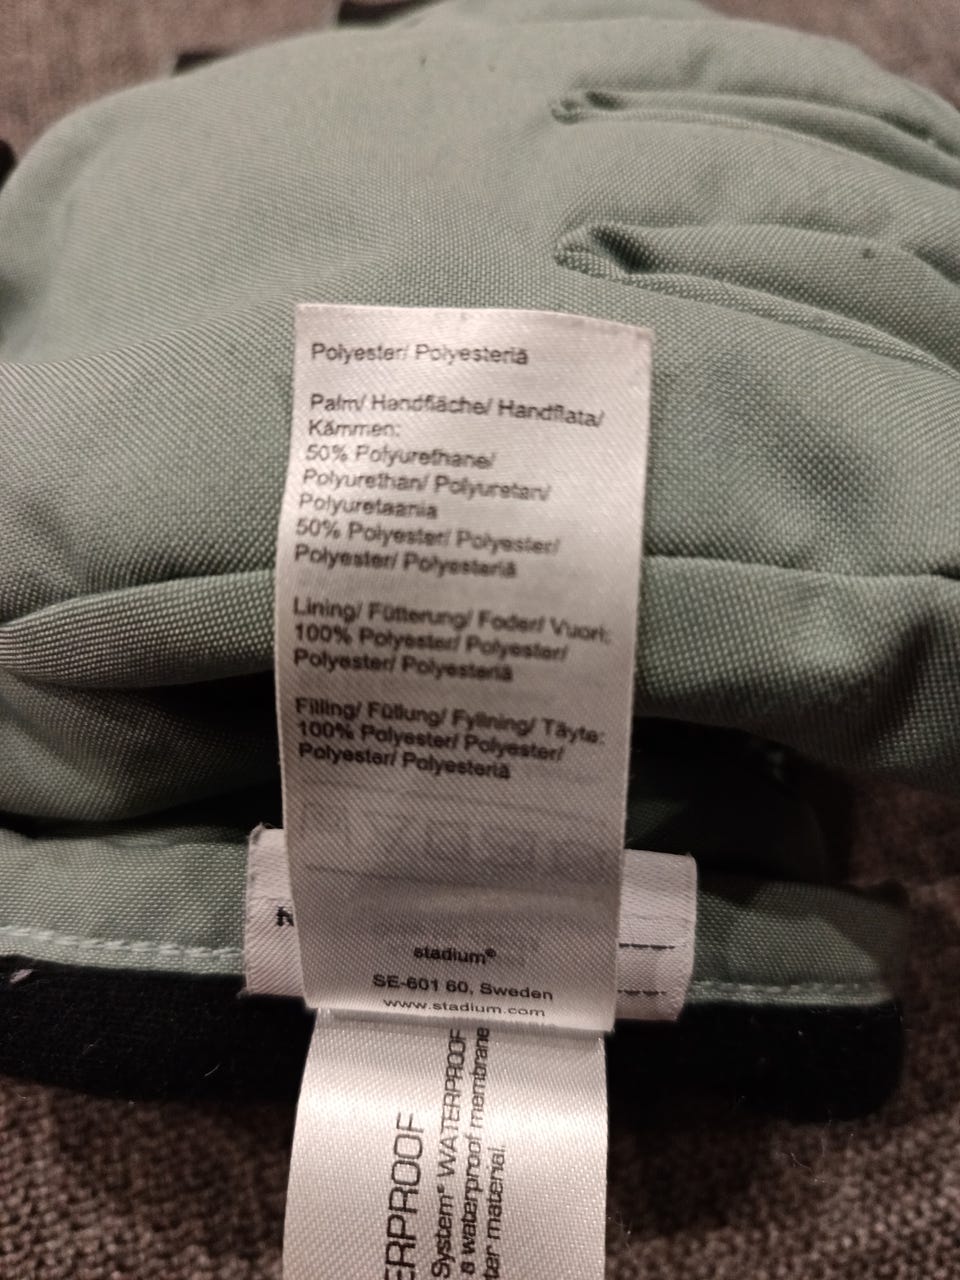 Polyester/ Polyesteriä
Palm/ Handfläche/ Handflata/
Kämmen:
50% Polyurethane/
Polyurethan/ Polyuretan/
Polyuretaania
50% Polyester/ Polyester/
Polyester/ Polyesteriä
Lining/ Fütterung/ Foder/ Vuori:
100% Polyester/ Polyester/
Polyester/ Polyesteriä
Filling/ Füllung/ Fyllning/ Täyte:
100% Polyester/ Polyester/
Polyester/ Polyesteriä
stadium®
SE-601 60, Sweden
www.stadium.com
ERPROOF
System® WATERPROOF
a waterproof membrane
ter material.